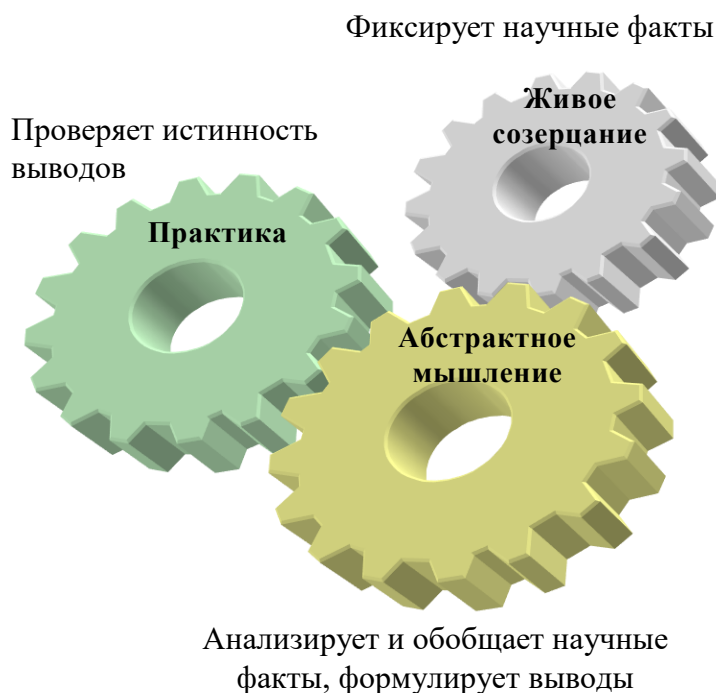 Фиксирует научные факты
Живое
созерцание
Проверяет истинность
выводов
Практика
Абстрактное
мышление
Анализирует и обобщает научные
факты, формулирует выводы